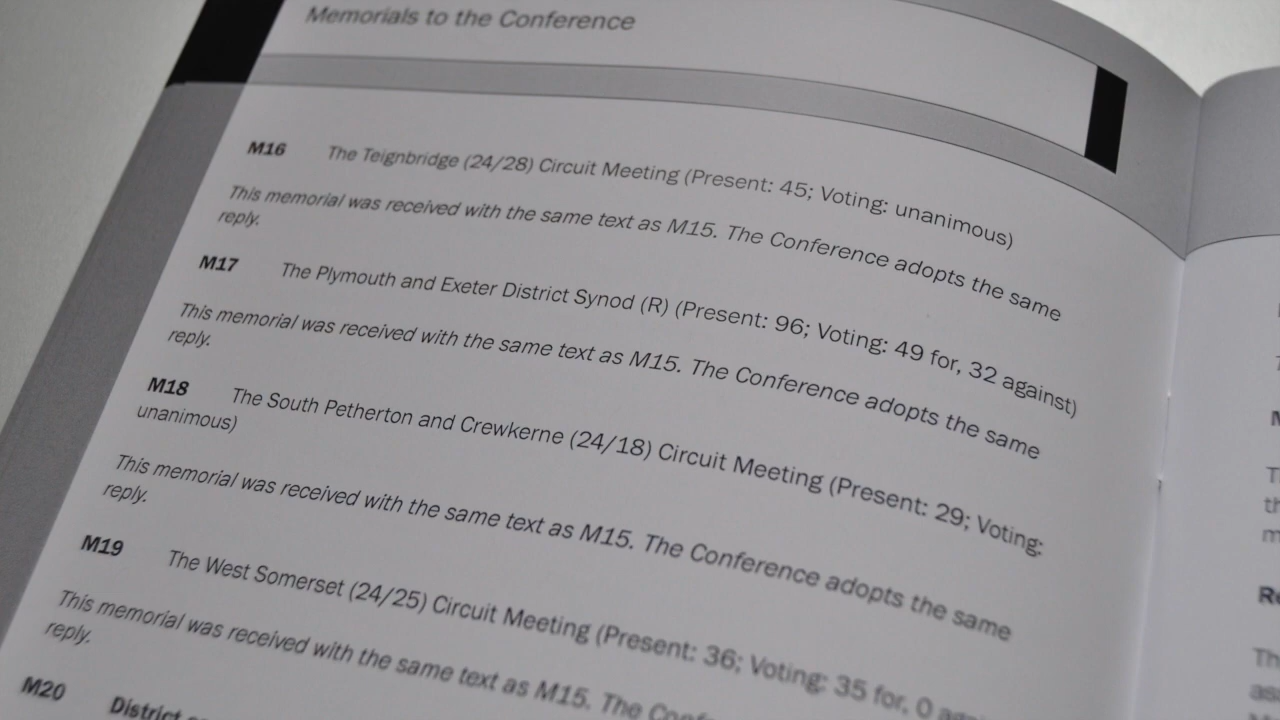 Memorials to the Conference
M16 The Teignbridge (24/28) Circuit Meeting (Present: 45; Voting: unanimous)
This memorial was received with the same text as M15. The Conference adopts the same
reply.
M17 The Plymouth and Exeter District Synod (R) (Present: 96; Voting: 49 for, 32 against)
This memorial was received with the same text as M15. The Conference adopts the same
reply.
M18 The South Petherton and Crewkerne (24/18) Circuit Meeting (Present: 29; Voting:
unanimous)
This memorial was received with the same text as M15. The Conference adopts the same
reply.
M19 The West Somerset (24/25) Circuit Meeting (Present: 36; Voting: 35 for, 0
This memorial was received with the same text as M15. The
reply.
M20 District